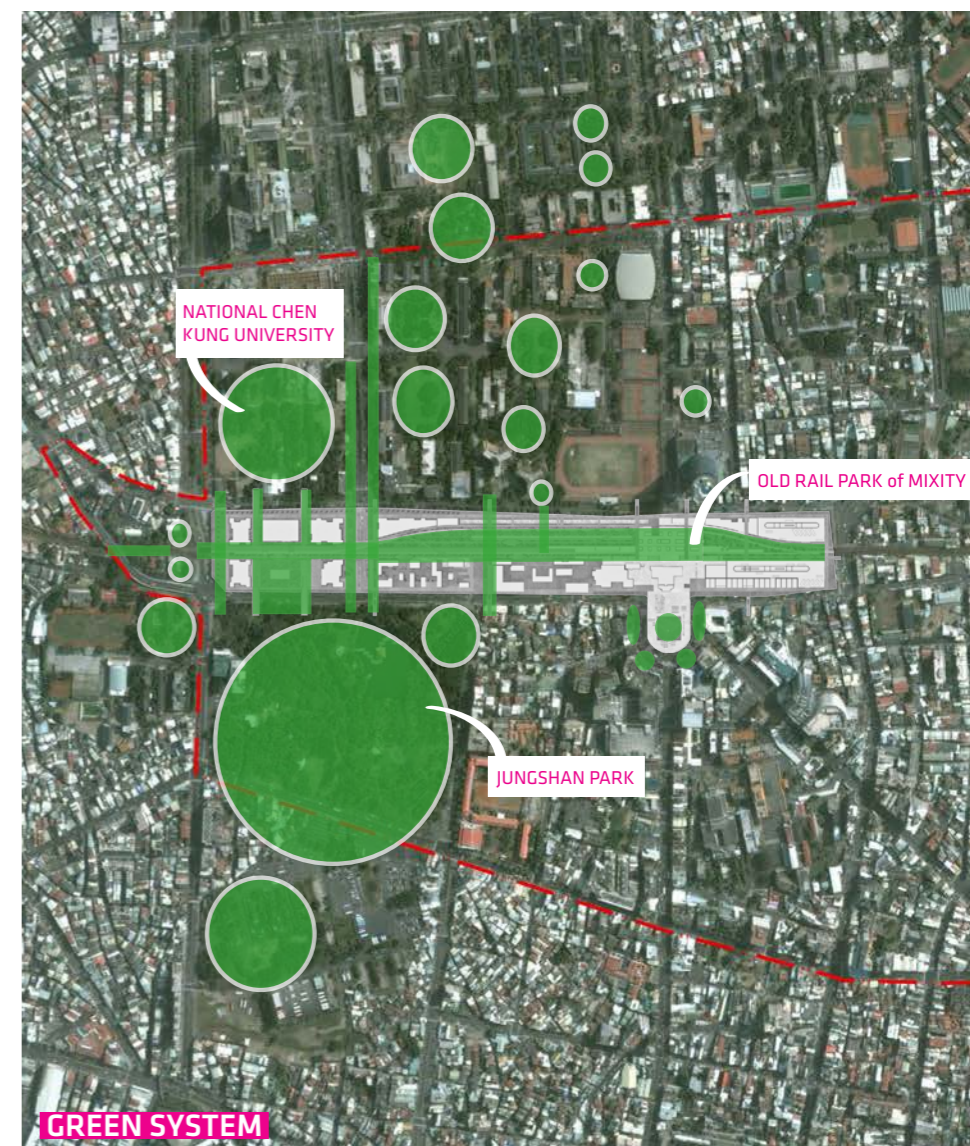 NATIONAL CHEN
KUNG UNIVERSITY
OLD RAIL PARK of MIXITY
JUNGSHAN PARK
GREEN SYSTEM